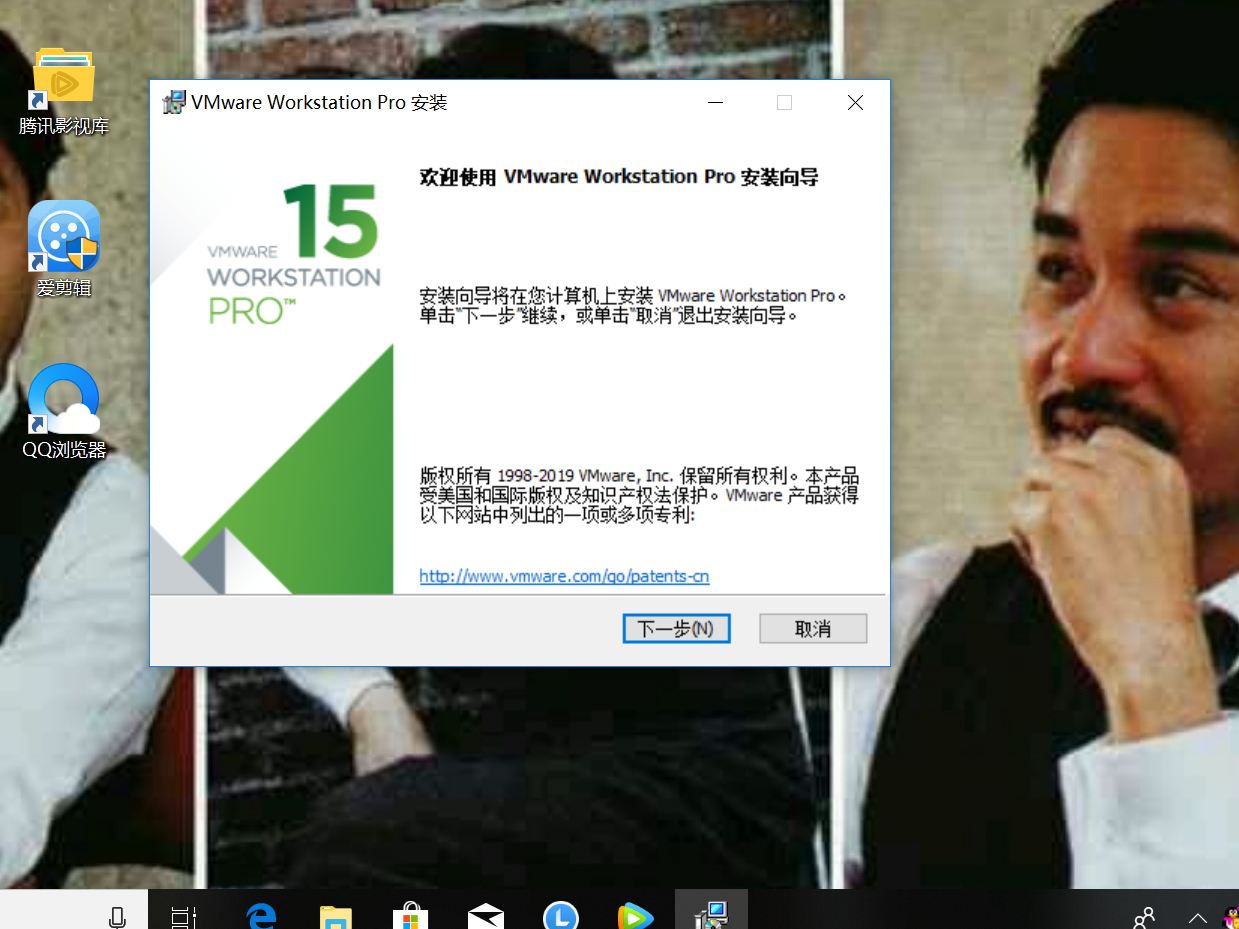 腾讯影视库
爱剪辑
QQ浏览器
VMware Workstation Pro 安装
15
VMWARE
WORKSTATION
PRO™
欢迎使用 VMware Workstation Pro 安装向导
安装向导将在您计算机上安装 VMware Workstation Pro。
单击“下一步”继续，或单击“取消”退出安装向导。
版权所有 1998-2019 VMware, Inc. 保留所有权利。本产品
受美国和国际版权及知识产权法保护。VMware 产品获得
以下网站中列出的一项或多项专利:
http://www.vmware.com/go/patents-cn
下一步(N)
取消